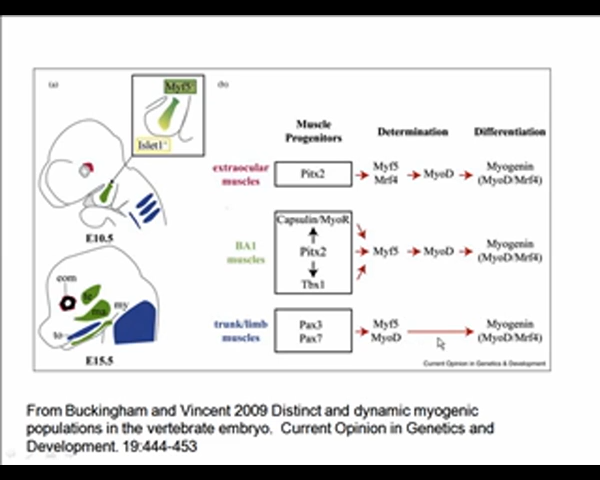 (a)
Myf5
Islet1+
E10.5
eom
te
ma
my
to
E15.5
(b)
Muscle
Progenitors
Determination
Differentiation
extraocular
muscles
Pitx2
Myf5
Mrf4
MyoD
Myogenin
(MyoD/Mrf4)
BA1
muscles
Capsulin/MyoR
Pitx2
Tbx1
Myf5
MyoD
Myogenin
(MyoD/Mrf4)
trunk/limb
muscles
Pax3
Pax7
Myf5
MyoD
Myogenin
(MyoD/Mrf4)
Current Opinion in Genetics & Development
From Buckingham and Vincent 2009 Distinct and dynamic myogenic
populations in the vertebrate embryo. Current Opinion in Genetics and
Development. 19:444-453